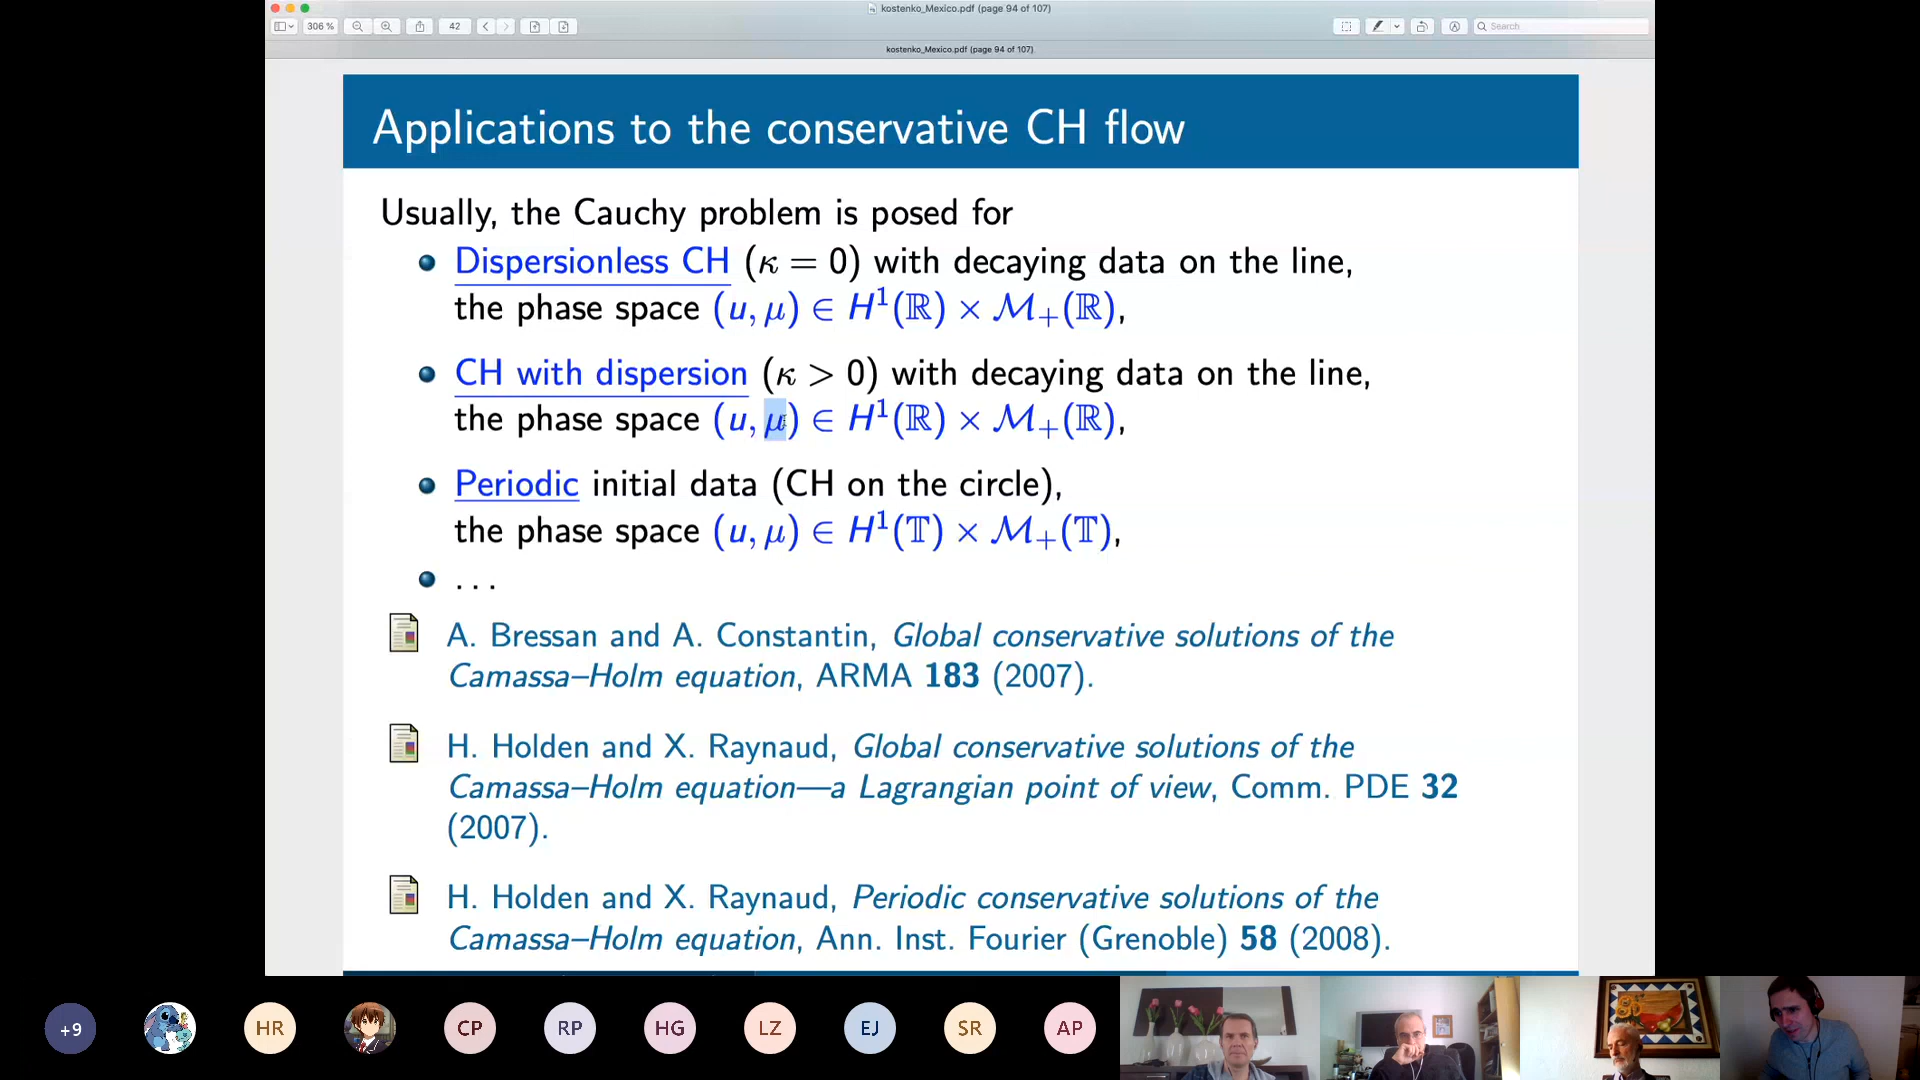 kostenko_Mexico.pdf (page 94 of 107)
306 %
42
Search
kostenko_Mexico.pdf (page 94 of 107)
Applications to the conservative CH flow
Usually, the Cauchy problem is posed for
• Dispersionless CH (κ = 0) with decaying data on the line,
the phase space (u, μ) ∈ H¹(ℝ) × ℳ₊(ℝ),
• CH with dispersion (κ > 0) with decaying data on the line,
the phase space (u, μ) ∈ H¹(ℝ) × ℳ₊(ℝ),
• Periodic initial data (CH on the circle),
the phase space (u, μ) ∈ H¹(𝕋) × ℳ₊(𝕋),
• ...
A. Bressan and A. Constantin, Global conservative solutions of the
Camassa–Holm equation, ARMA 183 (2007).
H. Holden and X. Raynaud, Global conservative solutions of the
Camassa–Holm equation—a Lagrangian point of view, Comm. PDE 32
(2007).
H. Holden and X. Raynaud, Periodic conservative solutions of the
Camassa–Holm equation, Ann. Inst. Fourier (Grenoble) 58 (2008).
+9
HR
CP
RP
HG
LZ
EJ
SR
AP